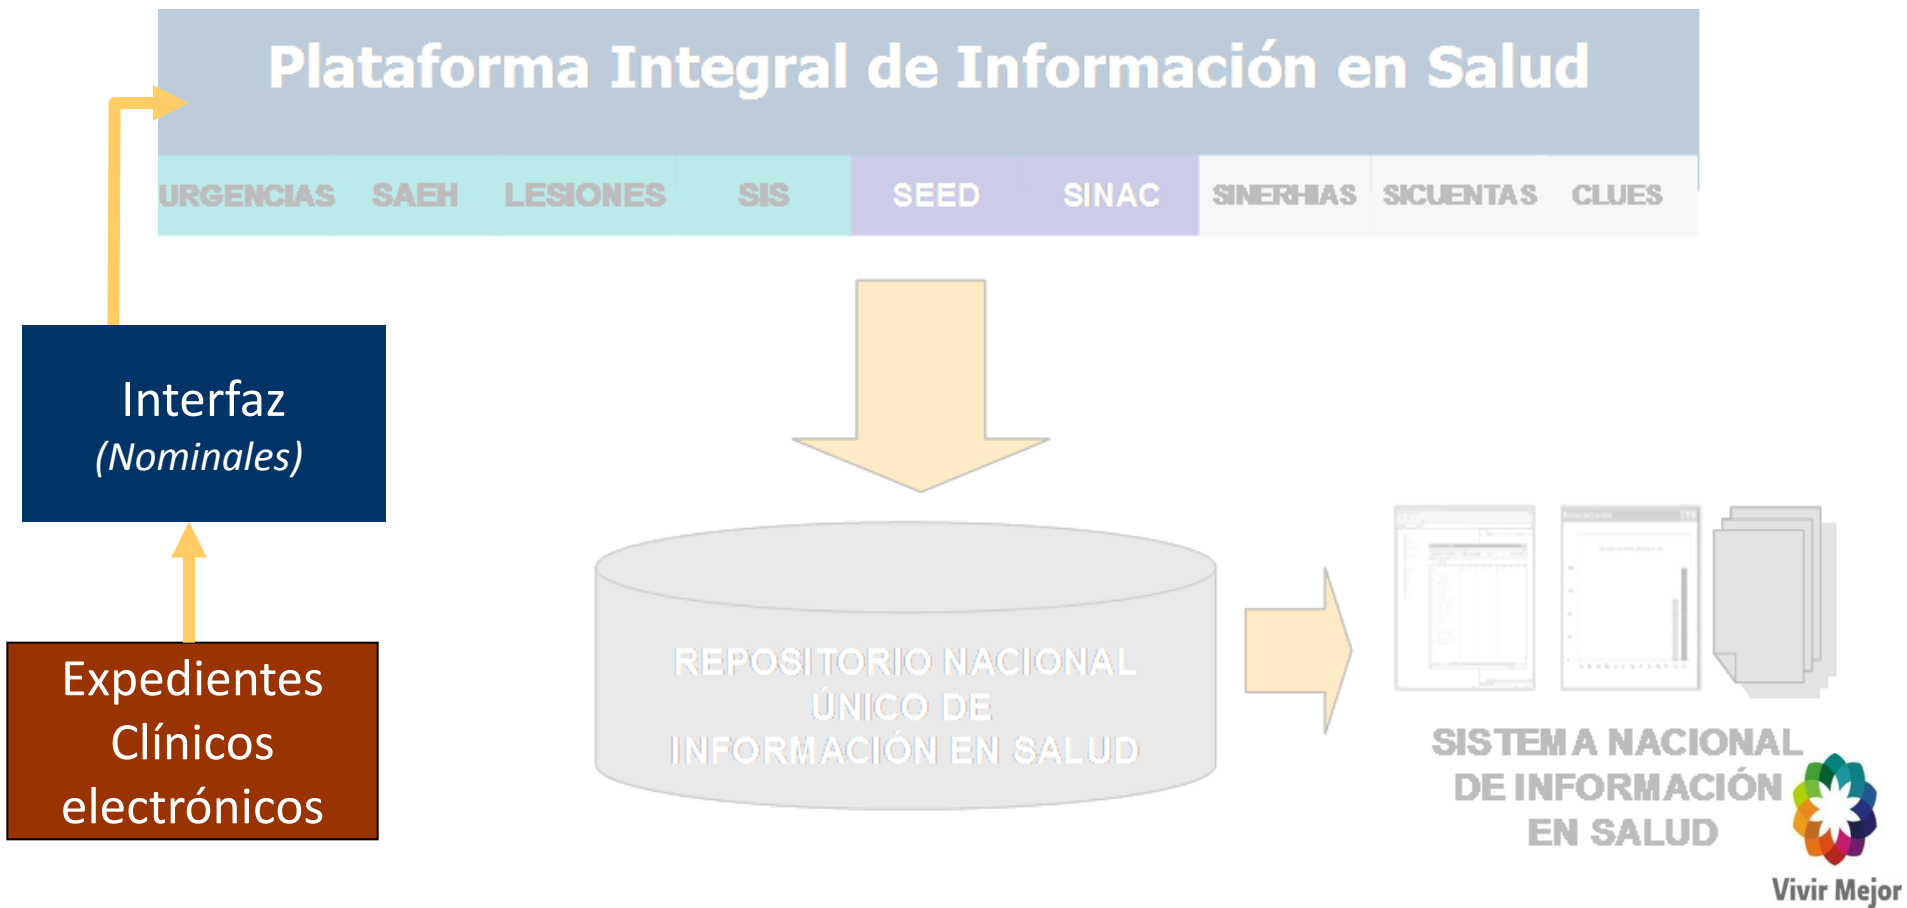 Plataforma Integral de Información en Salud
URGENCIAS SAEH LESIONES SIS SEED SINAC SINERHIAS SICUENTAS CLUES
Interfaz
(Nominales)
Expedientes
Clínicos
electrónicos
REPOSITORIO NACIONAL
ÚNICO DE
INFORMACIÓN EN SALUD
SISTEMA NACIONAL
DE INFORMACIÓN
EN SALUD
Vivir Mejor